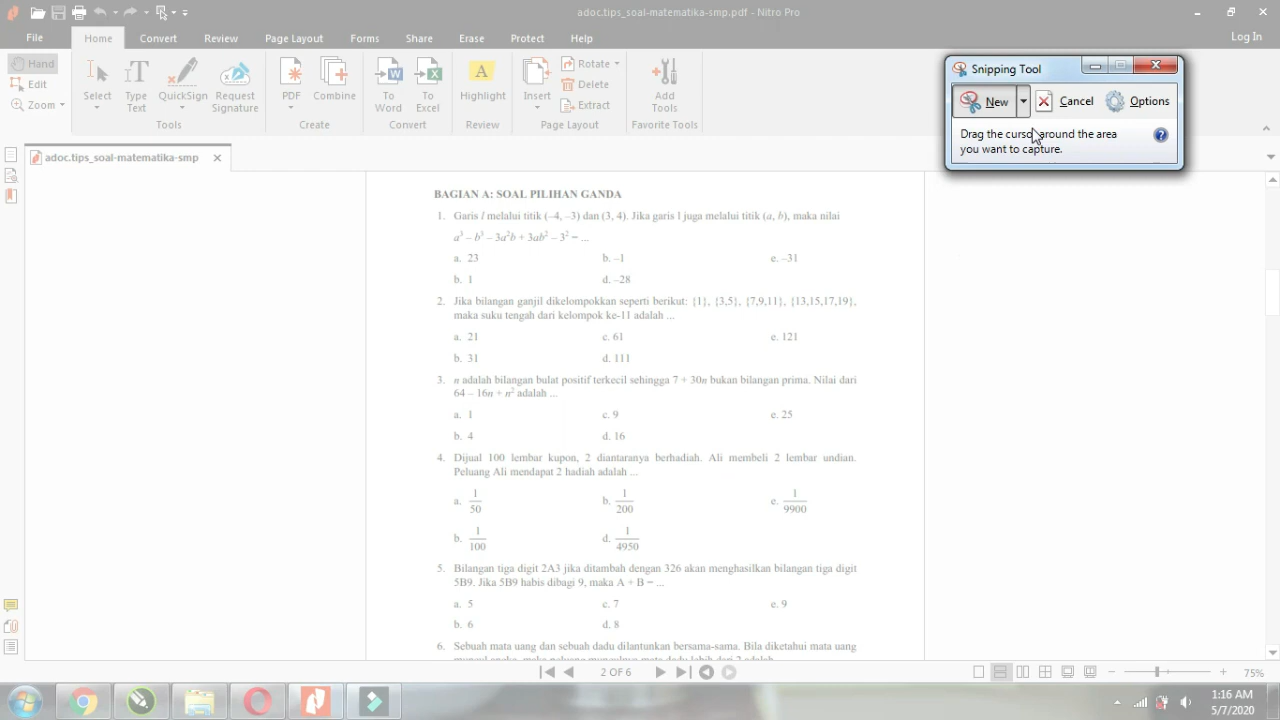 adoc.tips_soal-matematika-smp.pdf - Nitro Pro
File Home Convert Review Page Layout Forms Share Erase Protect Help Log In
Hand
Edit
Zoom
Select
Type Text
QuickSign
Request Signature
Tools
PDF
Combine
Create
To Word
To Excel
Convert
Highlight
Review
Insert
Rotate
Delete
Extract
Page Layout
Add Tools
Favorite Tools
Snipping Tool
New Cancel Options
Drag the cursor around the area
you want to capture.
adoc.tips_soal-matematika-smp
BAGIAN A: SOAL PILIHAN GANDA
1. Garis l melalui titik (–4, –3) dan (3, 4). Jika garis l juga melalui titik (a, b), maka nilai
a³ – b³ – 3a²b + 3ab² – 3² = ...
a. 23 b. –1 e. –31
b. 1 d. –28
2. Jika bilangan ganjil dikelompokkan seperti berikut: {1}, {3,5}, {7,9,11}, {13,15,17,19},
maka suku tengah dari kelompok ke-11 adalah ...
a. 21 c. 61 e. 121
b. 31 d. 111
3. n adalah bilangan bulat positif terkecil sehingga 7 + 30n bukan bilangan prima. Nilai dari
64 – 16n + n² adalah ...
a. 1 c. 9 e. 25
b. 4 d. 16
4. Dijual 100 lembar kupon, 2 diantaranya berhadiah. Ali membeli 2 lembar undian.
Peluang Ali mendapat 2 hadiah adalah ...
a. 1/50 b. 1/200 e. 1/9900
b. 1/100 d. 1/4950
5. Bilangan tiga digit 2A3 jika ditambah dengan 326 akan menghasilkan bilangan tiga digit
5B9. Jika 5B9 habis dibagi 9, maka A + B = ...
a. 5 c. 7 e. 9
b. 6 d. 8
6. Sebuah mata uang dan sebuah dadu dilantunkan bersama-sama. Bila diketahui mata uang
muncul angka, maka peluang munculnya mata dadu lebih dari 2 adalah
2 OF 6
75%
1:16 AM
5/7/2020